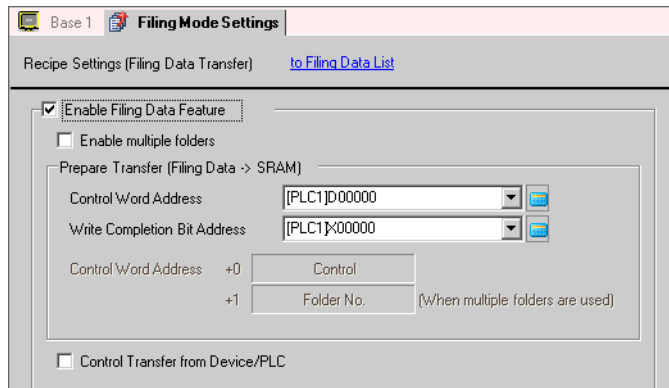 Base 1 Filing Mode Settings
Recipe Settings (Filing Data Transfer) to Filing Data List
Enable Filing Data Feature
Enable multiple folders
Prepare Transfer (Filing Data -> SRAM)
Control Word Address [PLC1]D00000
Write Completion Bit Address [PLC1]X00000
Control Word Address +0 Control
+1 Folder No. (When multiple folders are used)
Control Transfer from Device/PLC